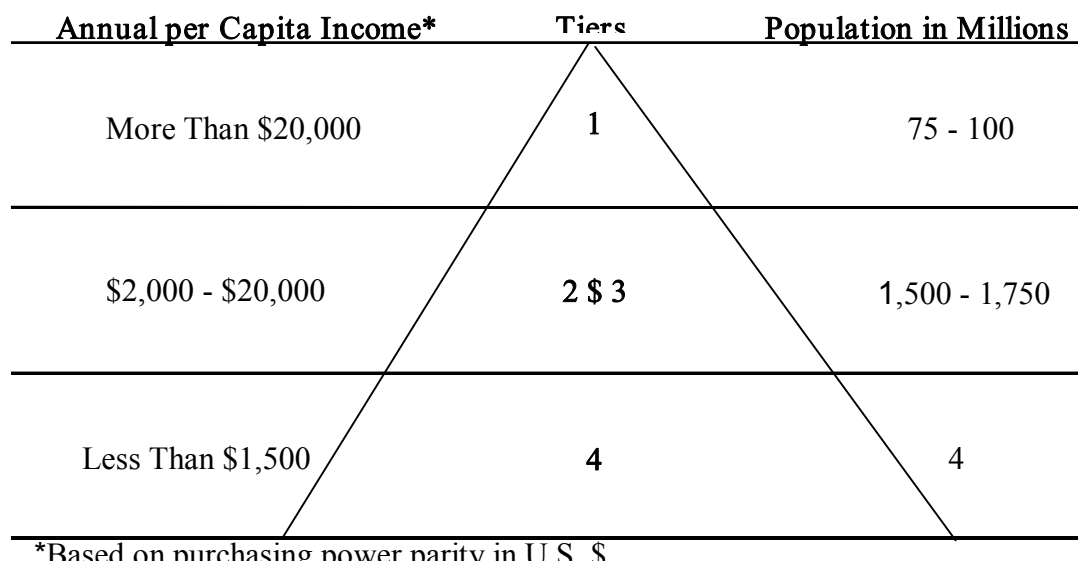 Annual per Capita Income* Tiers Population in Millions
More Than $20,000 1 75 - 100
$2,000 - $20,000 2 $ 3 1,500 - 1,750
Less Than $1,500 4 4
*Based on purchasing power parity in U.S. $